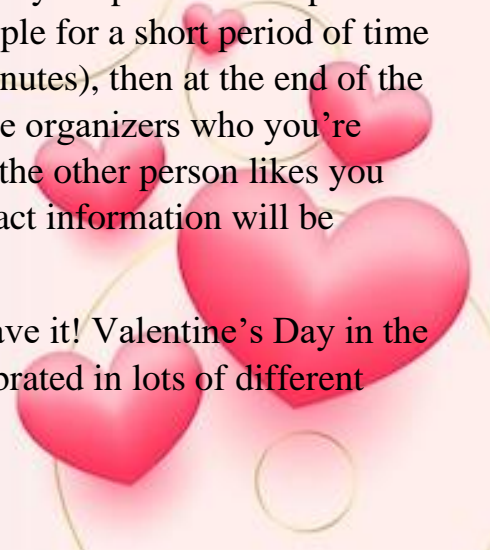 ple for a short period of time
nutes), then at the end of the
e organizers who you’re
the other person likes you
act information will be
ave it! Valentine’s Day in the
brated in lots of different